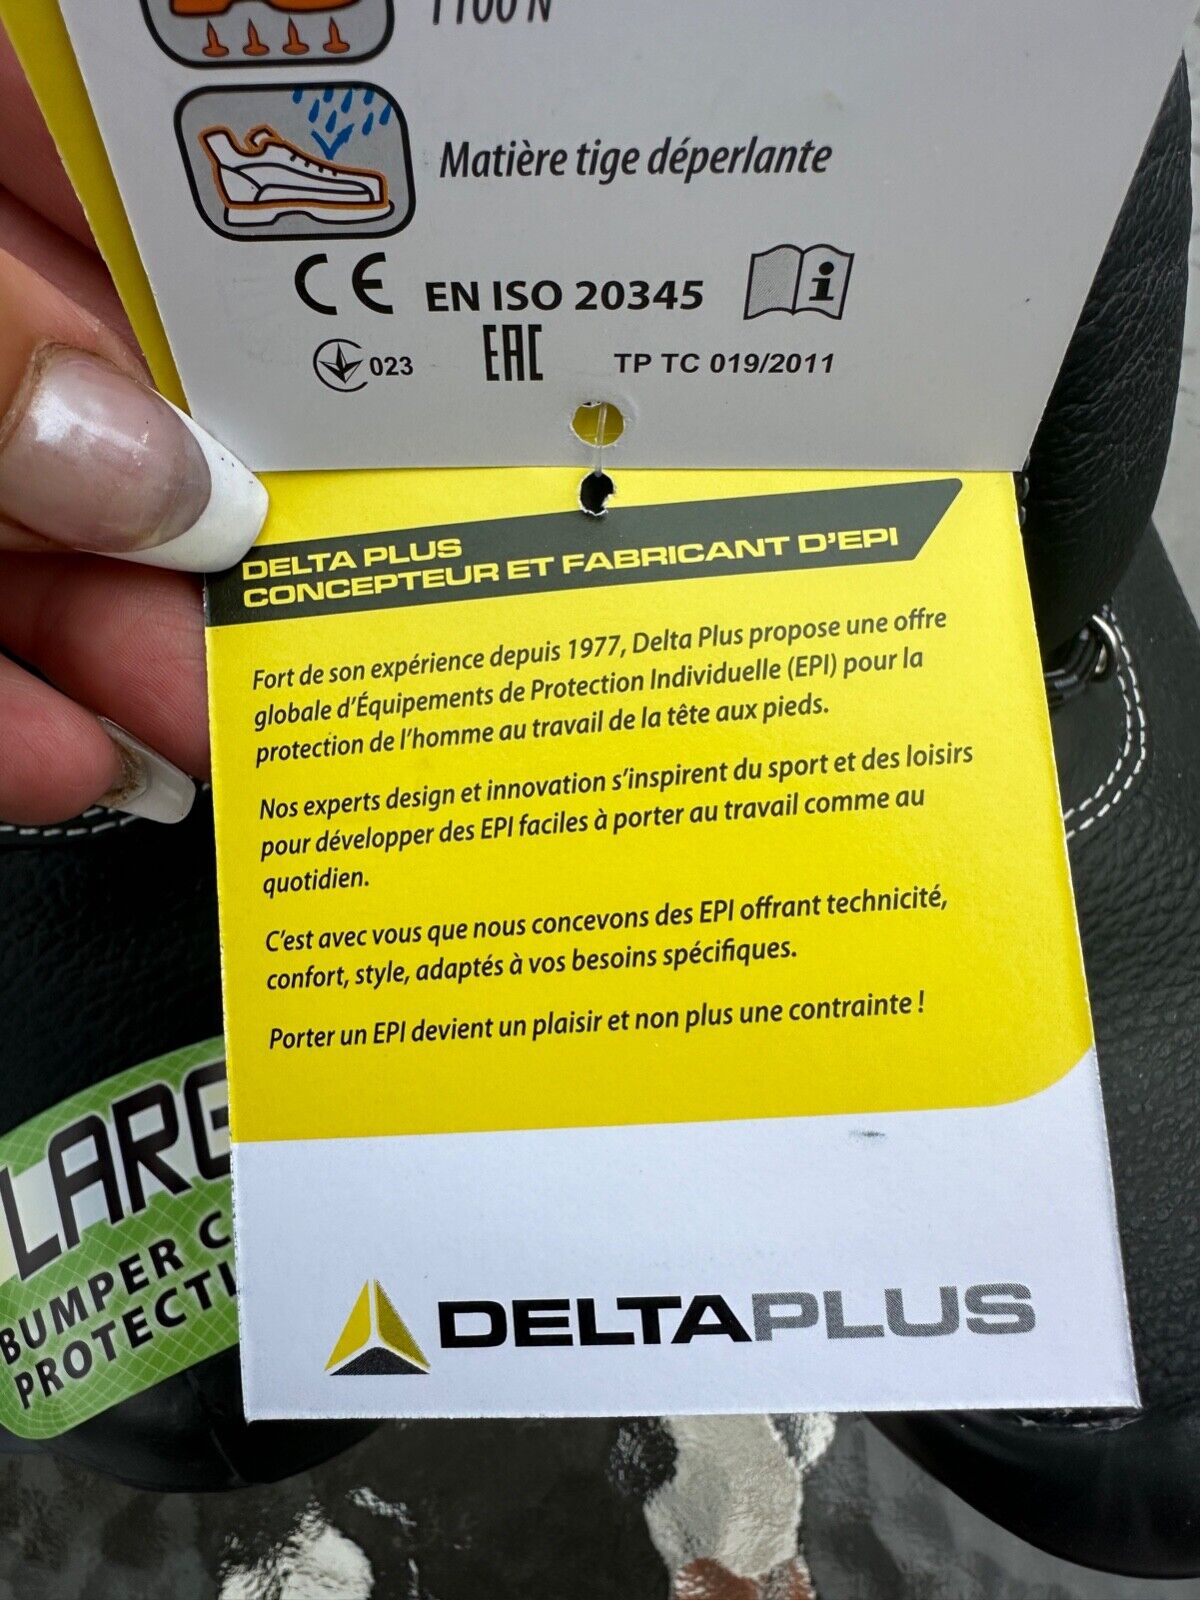 1100 N
Matière tige déperlante
CE EN ISO 20345 i
023 EAC TP TC 019/2011
DELTA PLUS
CONCEPTEUR ET FABRICANT D'EPI
Fort de son expérience depuis 1977, Delta Plus propose une offre
globale d'Équipements de Protection Individuelle (EPI) pour la
protection de l'homme au travail de la tête aux pieds.
Nos experts design et innovation s'inspirent du sport et des loisirs
pour développer des EPI faciles à porter au travail comme au
quotidien.
C'est avec vous que nous concevons des EPI offrant technicité,
confort, style, adaptés à vos besoins spécifiques.
Porter un EPI devient un plaisir et non plus une contrainte !
LARG
BUMPER C
PROTECTI
DELTAPLUS